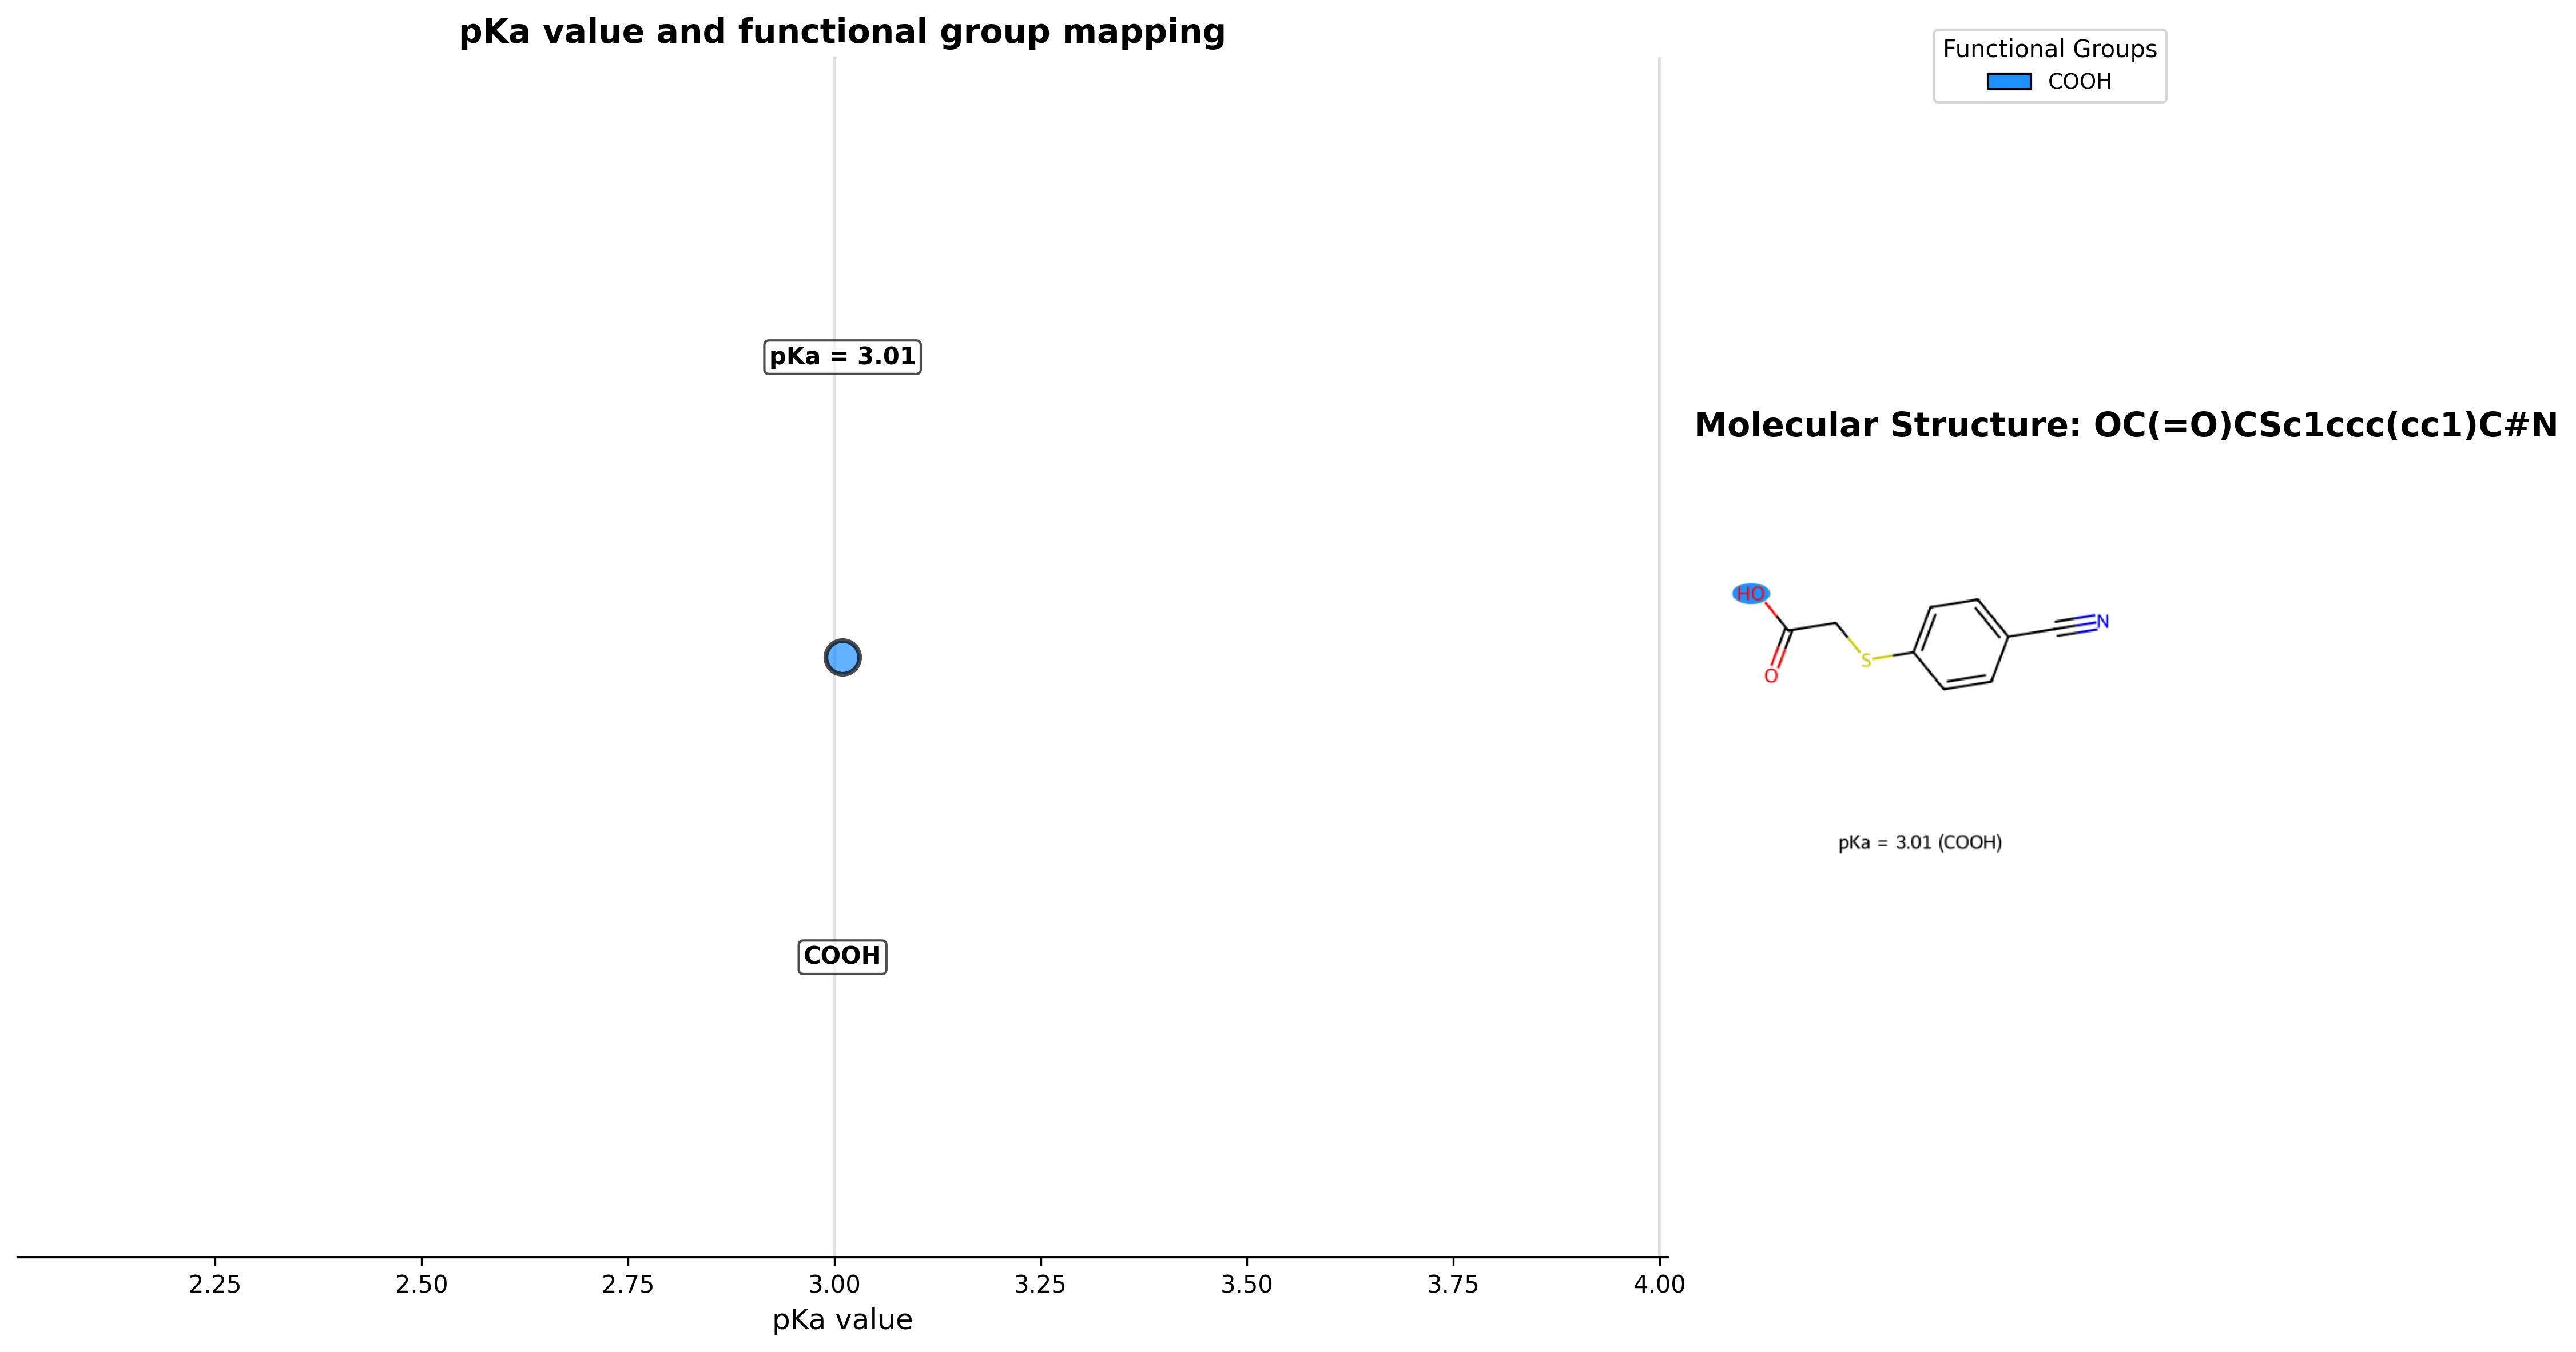 pKa value and functional group mapping
Functional Groups
COOH
pKa = 3.01
Molecular Structure: OC(=O)CSc1ccc(cc1)C#N
HO
O
S
N
pKa = 3.01 (COOH)
COOH
2.25 2.50 2.75 3.00 3.25 3.50 3.75 4.00
pKa value